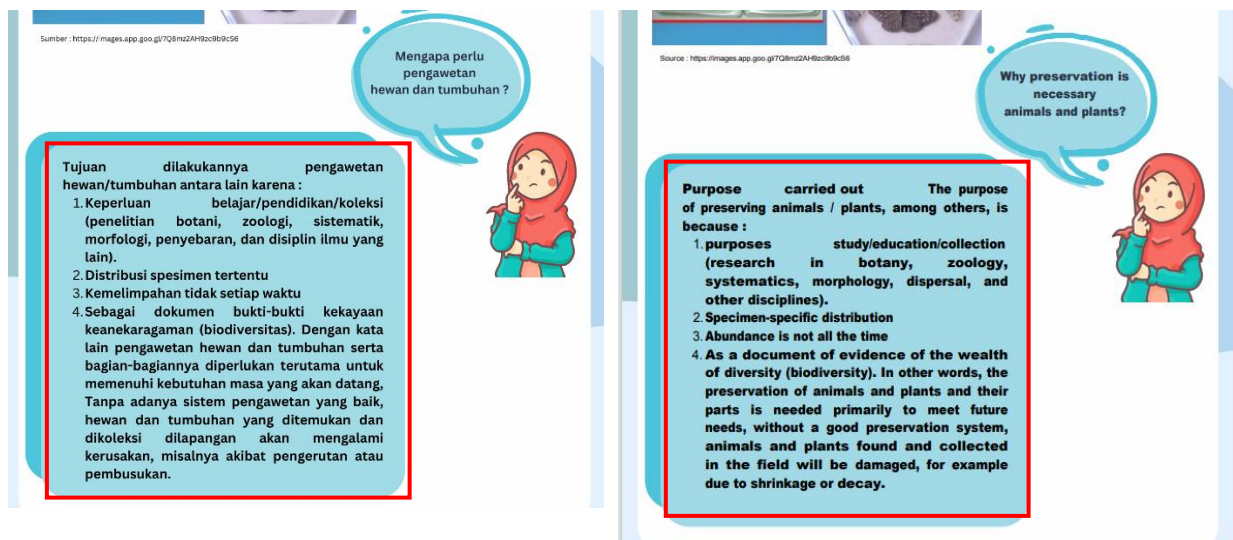 Sumber : https://images.app.goo.gl/7Q8mz2AH9zc9b9cS6
Mengapa perlu
pengawetan
hewan dan tumbuhan ?
Tujuan dilakukannya pengawetan
hewan/tumbuhan antara lain karena :
1. Keperluan belajar/pendidikan/koleksi
(penelitian botani, zoologi, sistematik,
morfologi, penyebaran, dan disiplin ilmu yang
lain).
2. Distribusi spesimen tertentu
3. Kemelimpahan tidak setiap waktu
4. Sebagai dokumen bukti-bukti kekayaan
keanekaragaman (biodiversitas). Dengan kata
lain pengawetan hewan dan tumbuhan serta
bagian-bagiannya diperlukan terutama untuk
memenuhi kebutuhan masa yang akan datang,
Tanpa adanya sistem pengawetan yang baik,
hewan dan tumbuhan yang ditemukan dan
dikoleksi dilapangan akan mengalami
kerusakan, misalnya akibat pengerutan atau
pembusukan.
Source : https://images.app.goo.gl/7Q8mz2AH9zc9b9cS6
Why preservation is
necessary
animals and plants?
Purpose carried out The purpose
of preserving animals / plants, among others, is
because :
1. purposes study/education/collection
(research in botany, zoology,
systematics, morphology, dispersal, and
other disciplines).
2. Specimen-specific distribution
3. Abundance is not all the time
4. As a document of evidence of the wealth
of diversity (biodiversity). In other words, the
preservation of animals and plants and their
parts is needed primarily to meet future
needs, without a good preservation system,
animals and plants found and collected
in the field will be damaged, for example
due to shrinkage or decay.